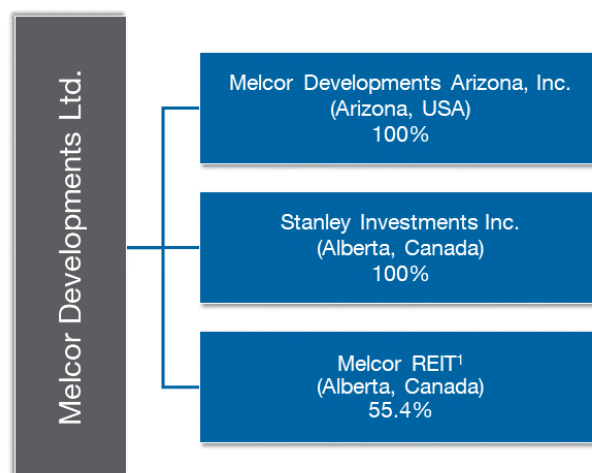 Melcor Developments Ltd.
Melcor Developments Arizona, Inc.
(Arizona, USA)
100%
Stanley Investments Inc.
(Alberta, Canada)
100%
Melcor REIT¹
(Alberta, Canada)
55.4%